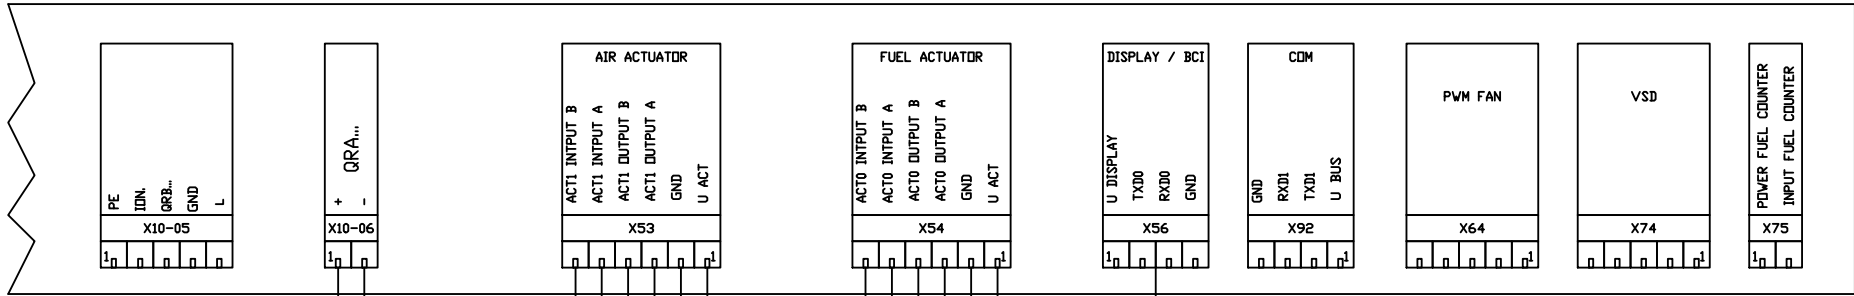 PE
ION.
QRB...
GND
L
X10-05
1
+
-
QRA...
X10-06
1
AIR ACTUATOR
ACT1 INTPUT B
ACT1 INTPUT A
ACT1 OUTPUT B
ACT1 OUTPUT A
GND
U ACT
X53
1
FUEL ACTUATOR
ACT0 INTPUT B
ACT0 INTPUT A
ACT0 OUTPUT B
ACT0 OUTPUT A
GND
U ACT
X54
1
DISPLAY / BCI
U DISPLAY
TXD0
RXD0
GND
X56
1
COM
GND
RXD1
TXD1
U BUS
X92
1
PWM FAN
X64
1
VSD
X74
1
POWER FUEL COUNTER
INPUT FUEL COUNTER
X75
1